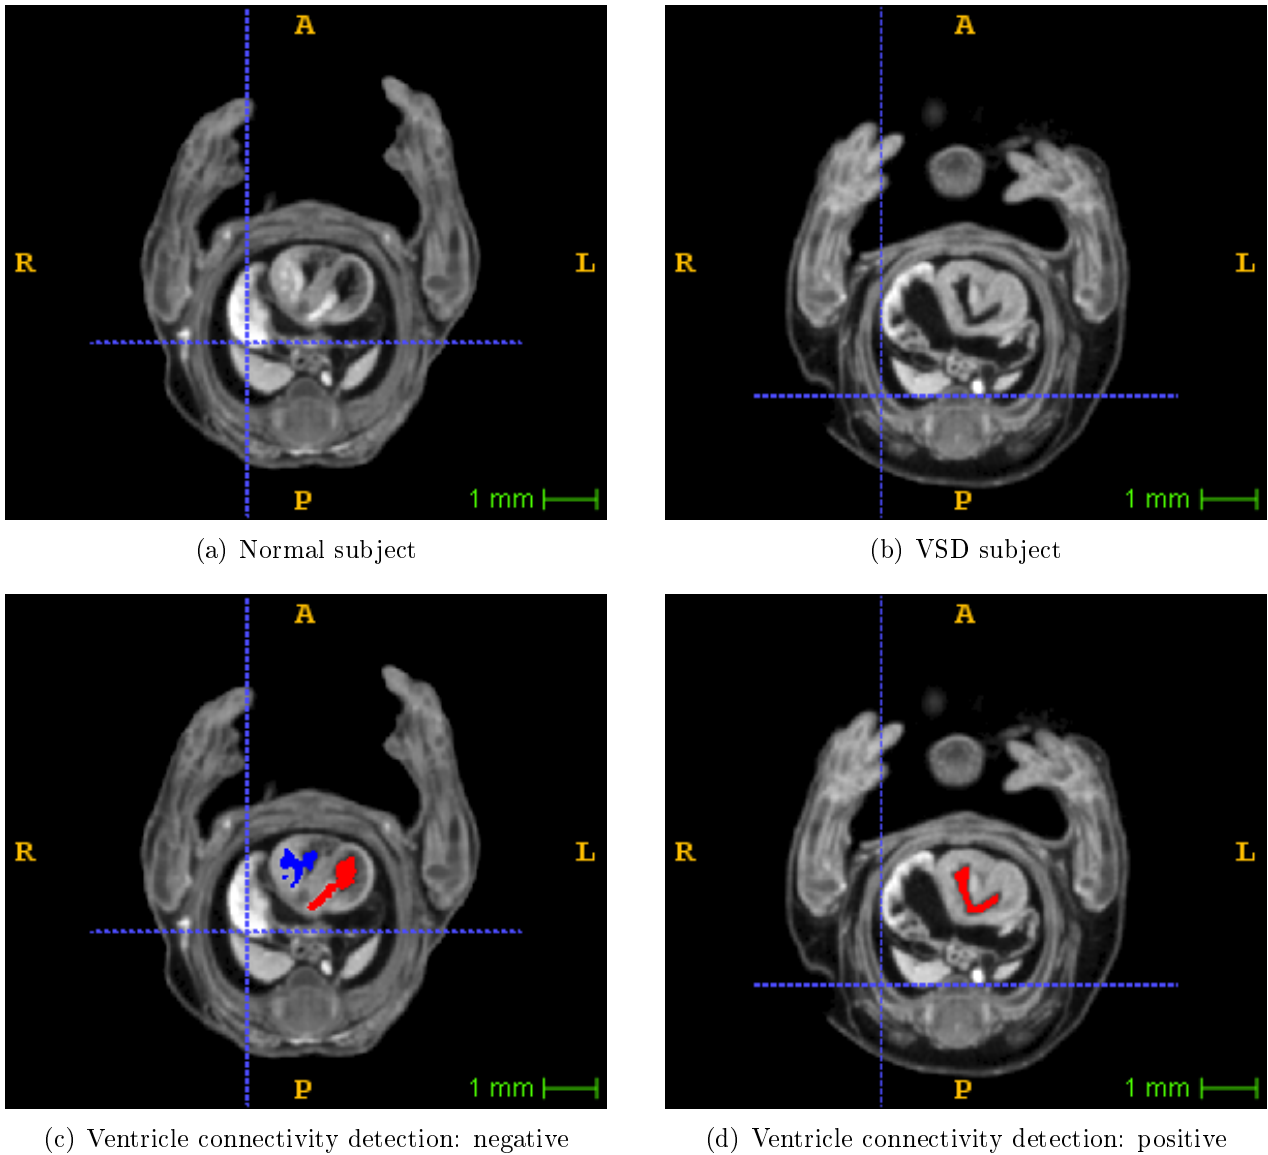 A
R
L
P
1 mm
(a) Normal subject
A
R
L
P
1 mm
(b) VSD subject
A
R
L
P
1 mm
(c) Ventricle connectivity detection: negative
A
R
L
P
1 mm
(d) Ventricle connectivity detection: positive